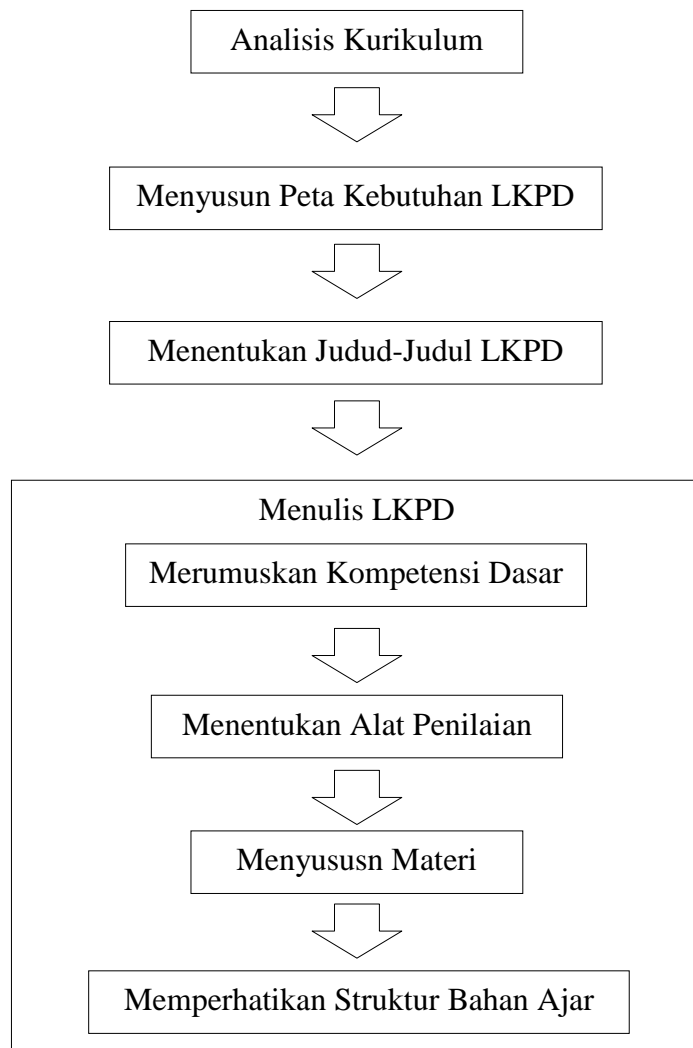 Analisis Kurikulum
Menyusun Peta Kebutuhan LKPD
Menentukan Judud-Judul LKPD
Menulis LKPD
Merumuskan Kompetensi Dasar
Menentukan Alat Penilaian
Menyususn Materi
Memperhatikan Struktur Bahan Ajar